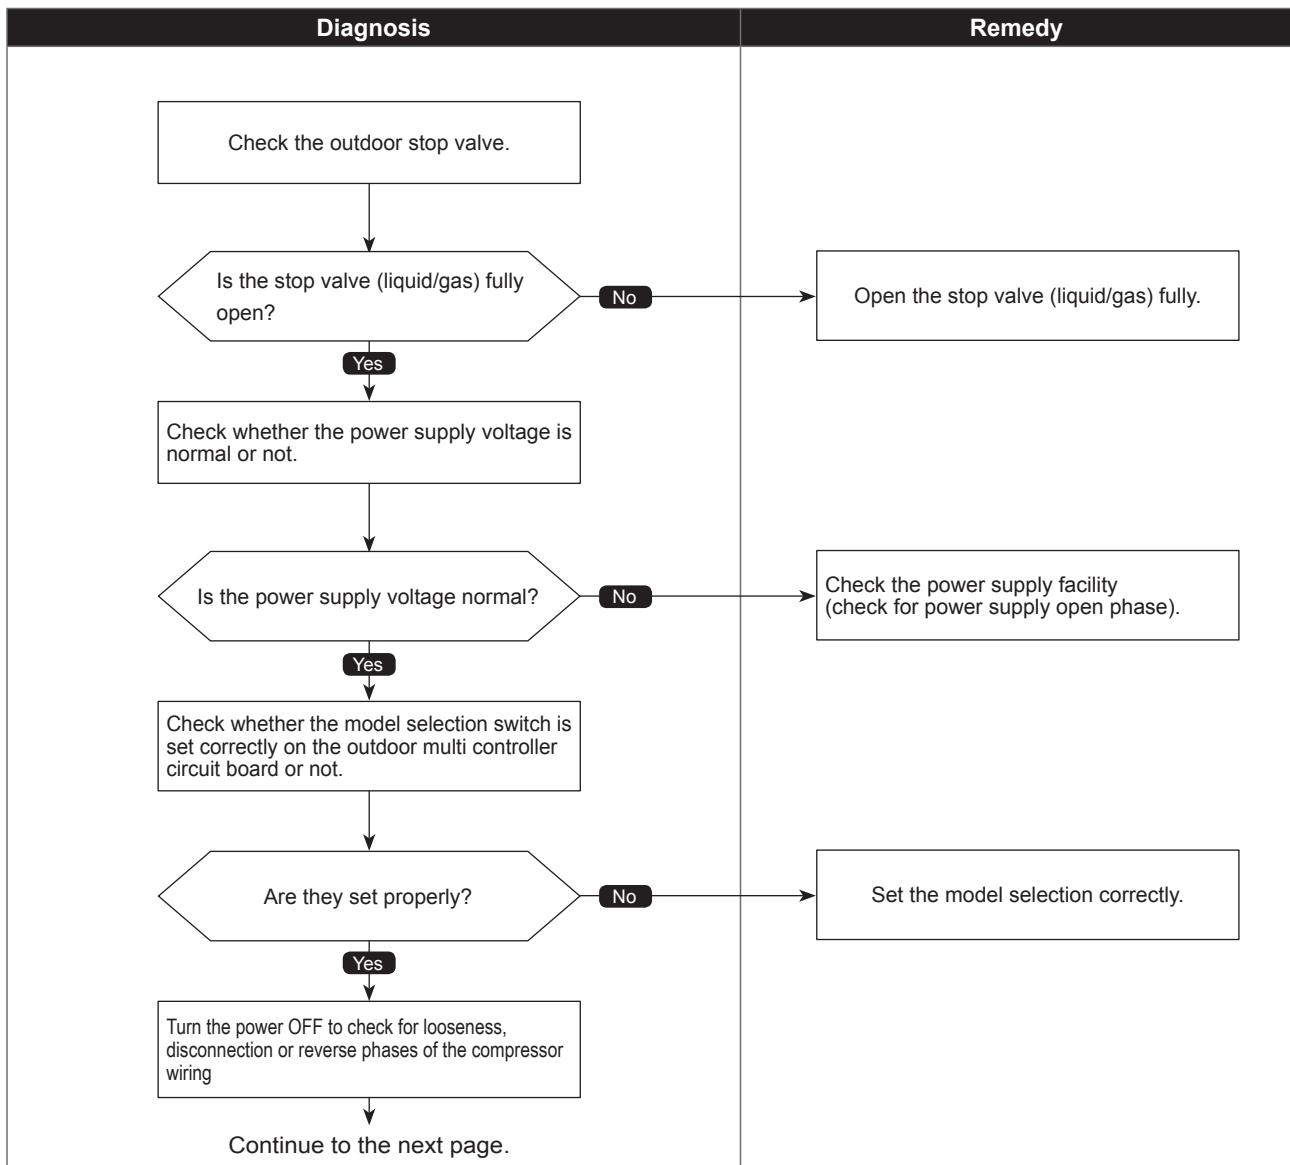 Diagnosis
Remedy
Check the outdoor stop valve.
Is the stop valve (liquid/gas) fully
open?
No
Open the stop valve (liquid/gas) fully.
Yes
Check whether the power supply voltage is
normal or not.
Is the power supply voltage normal?
No
Check the power supply facility
(check for power supply open phase).
Yes
Check whether the model selection switch is
set correctly on the outdoor multi controller
circuit board or not.
Are they set properly?
No
Set the model selection correctly.
Yes
Turn the power OFF to check for looseness,
disconnection or reverse phases of the compressor
wiring
Continue to the next page.